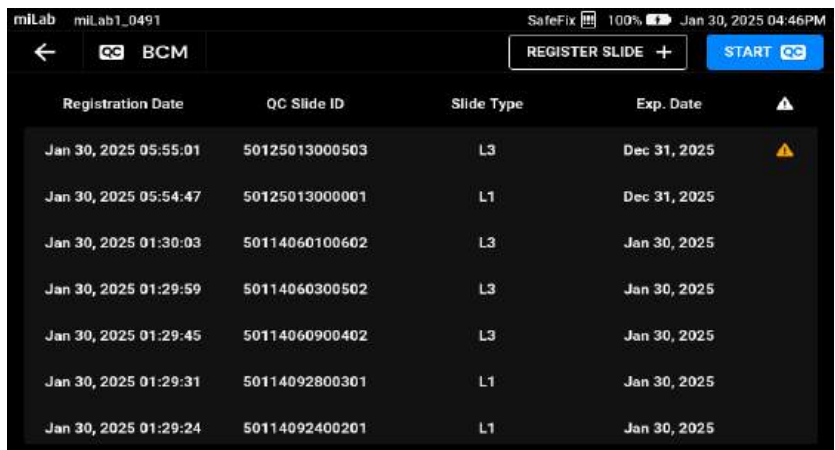 miLab miLab1_0491 SafeFix 100% Jan 30, 2025 04:46PM
QC BCM REGISTER SLIDE + START QC
Registration Date QC Slide ID Slide Type Exp. Date
Jan 30, 2025 05:55:01 50125013000503 L3 Dec 31, 2025
Jan 30, 2025 05:54:47 50125013000001 L1 Dec 31, 2025
Jan 30, 2025 01:30:03 50114060100602 L3 Jan 30, 2025
Jan 30, 2025 01:29:59 50114060300502 L3 Jan 30, 2025
Jan 30, 2025 01:29:45 50114060900402 L3 Jan 30, 2025
Jan 30, 2025 01:29:31 50114092800301 L1 Jan 30, 2025
Jan 30, 2025 01:29:24 50114092400201 L1 Jan 30, 2025